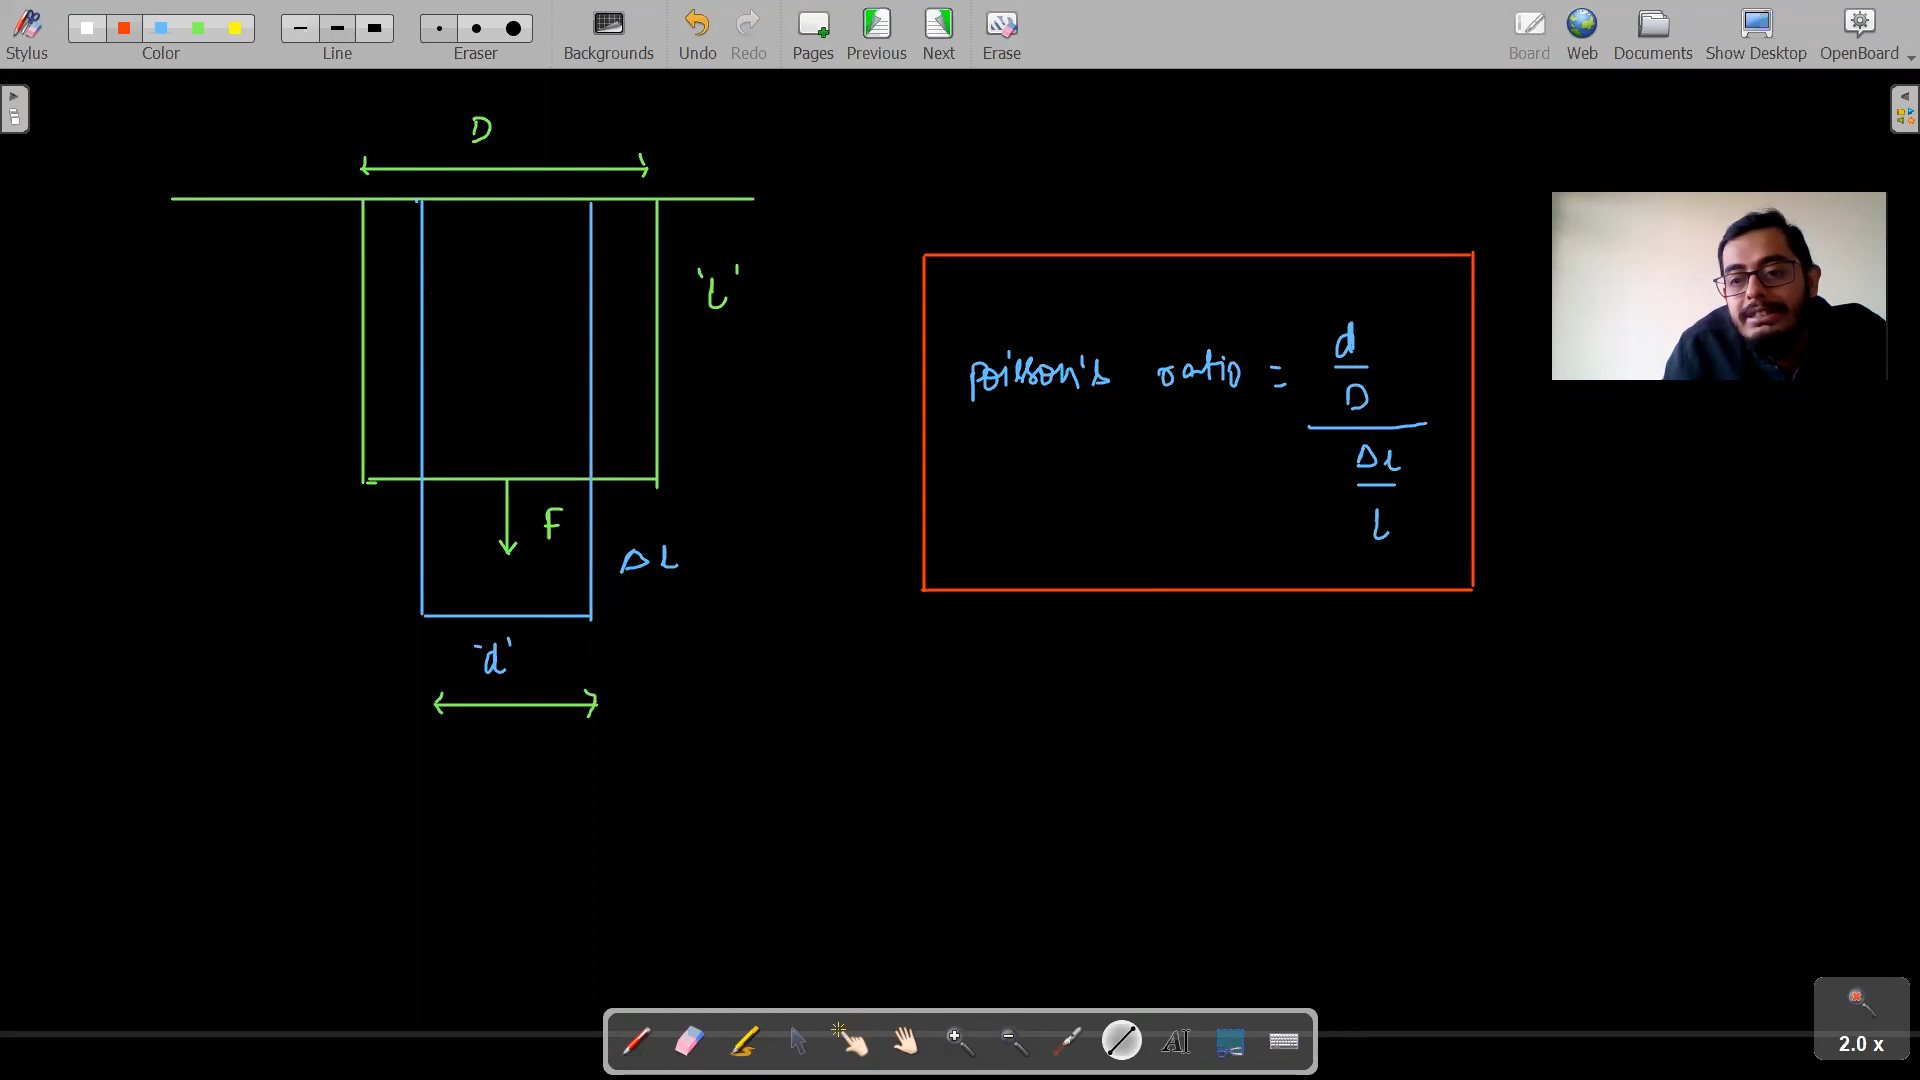 Stylus Color Line Eraser Backgrounds Undo Redo Pages Previous Next Erase Board Web Documents Show Desktop OpenBoard
D
'L'
F
ΔL
'd'
poisson's ratio =
d
D
ΔL
L
AI
2.0 x